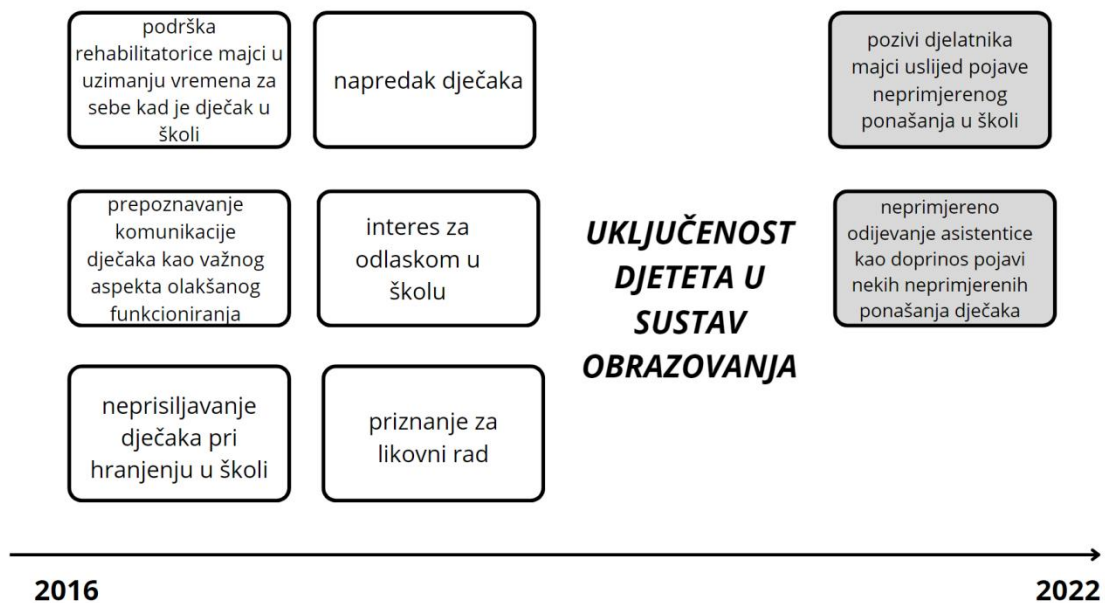 podrška
rehabilitatorice majci u
uzimanju vremena za
sebe kad je dječak u
školi
napredak dječaka
pozivi djelatnika
majci uslijed pojave
neprimjerenog
ponašanja u školi
prepoznavanje
komunikacije
dječaka kao važnog
aspekta olakšanog
funkcioniranja
interes za
odlaskom u
školu
UKLJUČENOST
DJETETA U
SUSTAV
OBRAZOVANJA
neprimjereno
odijevanje asistentice
kao doprinos pojavi
nekih neprimjerenih
ponašanja dječaka
neprisiljavanje
dječaka pri
hranjenju u školi
priznanje za
likovni rad
2016
2022